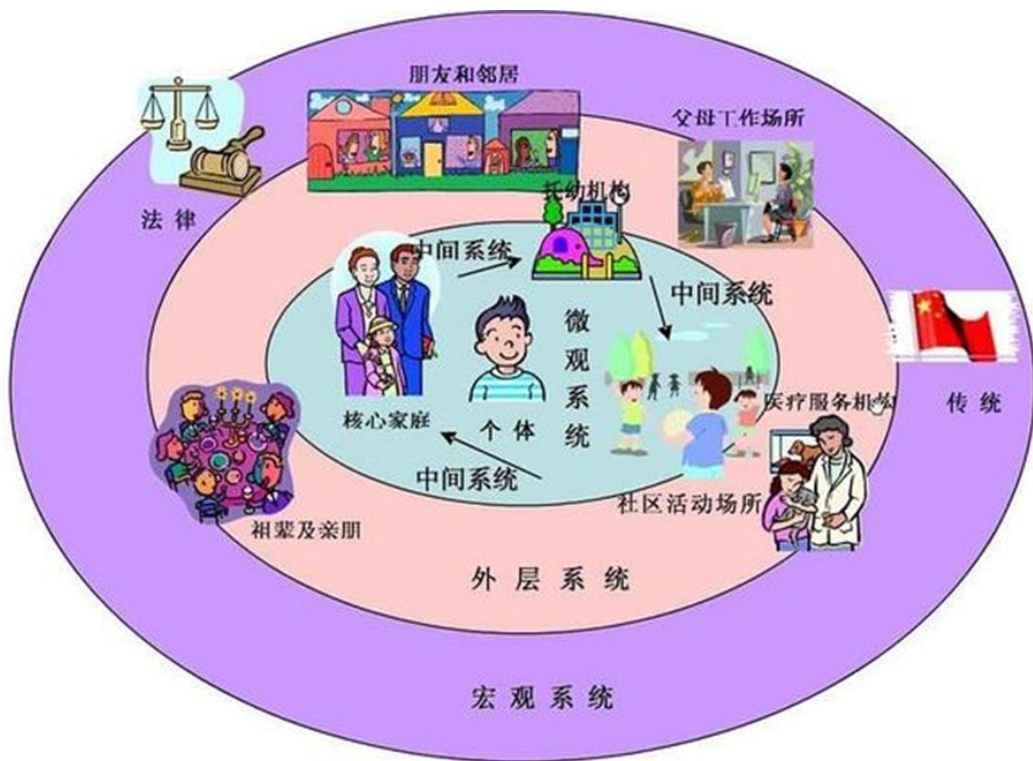 朋友和邻居
父母工作场所
法律
托幼机构
中间系统
中间系统
微观系统
核心家庭
个体
医疗服务机构
传统
中间系统
社区活动场所
祖辈及亲朋
外层系统
宏观系统